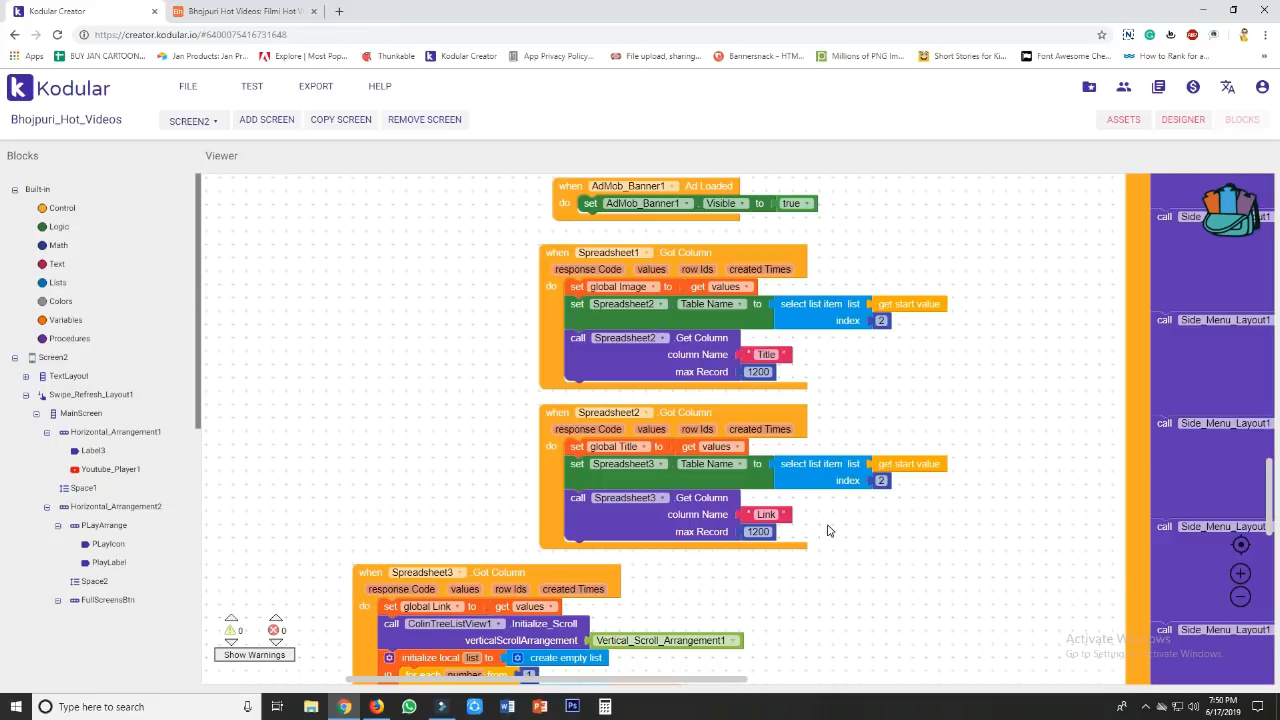 Kodular Creator
Bhojpuri Hot Videos: Filmi Hot V
https://creator.kodular.io/#6400075416731648
Apps
BUY JAN CARTOON...
Jan Products: Jan Pr...
Explore | Most Pop...
Thunkable
Kodular Creator
App Privacy Policy...
File upload, sharing...
Bannersnack - HTM...
Millions of PNG Im...
Short Stories for Ki...
Font Awesome Che...
How to Rank for a...
Kodular
FILE
TEST
EXPORT
HELP
Bhojpuri_Hot_Videos
SCREEN2
ADD SCREEN
COPY SCREEN
REMOVE SCREEN
ASSETS
DESIGNER
BLOCKS
Blocks
Viewer
Built-in
Control
Logic
Math
Text
Lists
Colors
Variables
Procedures
Screen2
TextLayout
Swipe_Refresh_Layout1
MainScreen
Horizontal_Arrangement1
Label3
Youtube_Player1
Space1
Horizontal_Arrangement2
PLayArrange
PLayIcon
PLayLabel
Space2
FullScreensBtn
when AdMob_Banner1 .Ad Loaded
do set AdMob_Banner1 . Visible to true
when Spreadsheet1 .Got Column
response Code values row Ids created Times
do set global Image to get values
set Spreadsheet2 . Table Name to select list item list get start value
index 2
call Spreadsheet2 .Get Column
column Name " Title "
max Record 1200
when Spreadsheet2 .Got Column
response Code values row Ids created Times
do set global Title to get values
set Spreadsheet3 . Table Name to select list item list get start value
index 2
call Spreadsheet3 .Get Column
column Name " Link "
max Record 1200
when Spreadsheet3 .Got Column
response Code values row Ids created Times
do set global Link to get values
call ColinTreeListView1 .Initialize_Scroll
verticalScrollArrangement Vertical_Scroll_Arrangement1
initialize local list to create empty list
in for each number from 1
call Side_Menu_Layout1
call Side_Menu_Layout1
call Side_Menu_Layout1
call Side_Menu_Layout1
0
0
Show Warnings
Activate Windows
Go to Settings to activate Windows.
Type here to search
7:50 PM
6/17/2019